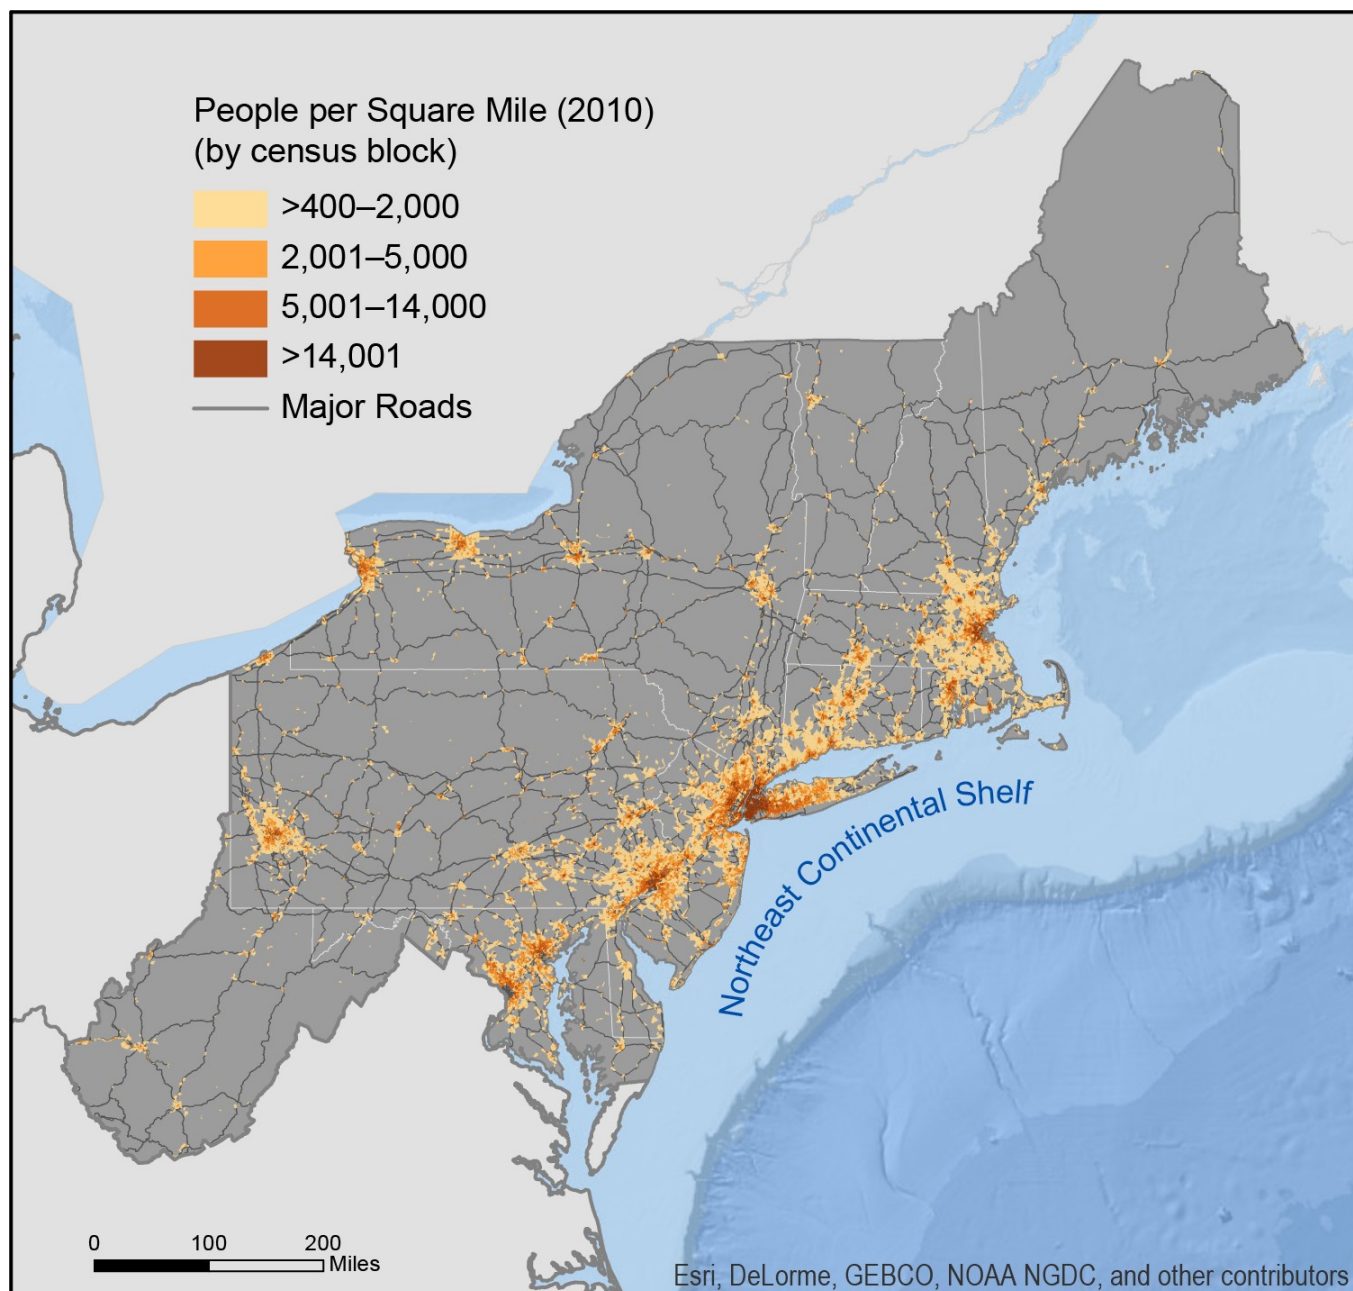 People per Square Mile (2010)
(by census block)
>400–2,000
2,001–5,000
5,001–14,000
>14,001
Major Roads
Northeast Continental Shelf
0 100 200
Miles
Esri, DeLorme, GEBCO, NOAA NGDC, and other contributors